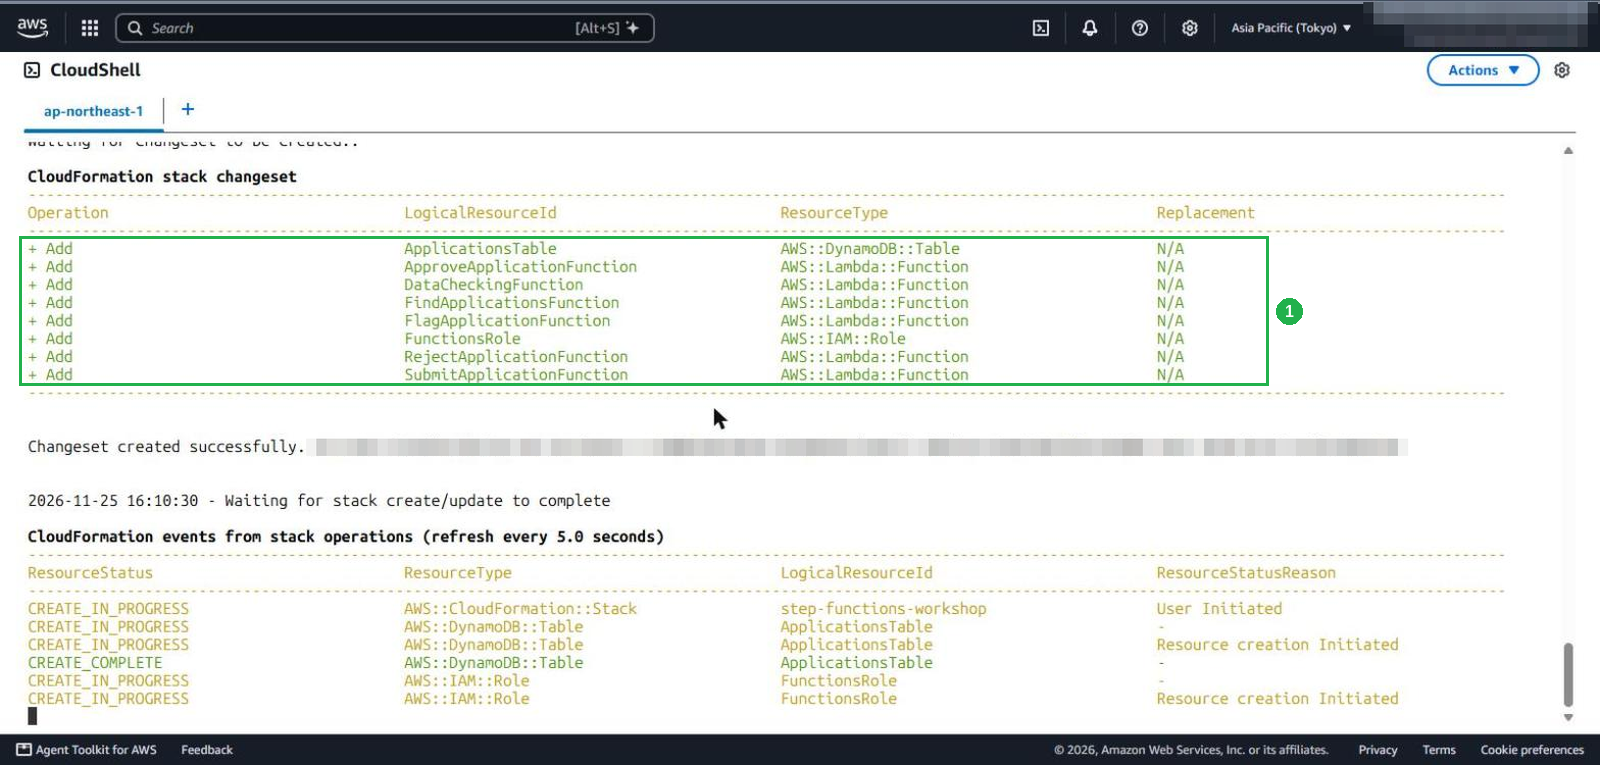 aws Search [Alt+S] Asia Pacific (Tokyo)
CloudShell Actions
ap-northeast-1 +
Waiting for changeset to be created..
CloudFormation stack changeset
Operation LogicalResourceId ResourceType Replacement
+ Add ApplicationsTable AWS::DynamoDB::Table N/A
+ Add ApproveApplicationFunction AWS::Lambda::Function N/A
+ Add DataCheckingFunction AWS::Lambda::Function N/A
+ Add FindApplicationsFunction AWS::Lambda::Function N/A
+ Add FlagApplicationFunction AWS::Lambda::Function N/A
+ Add FunctionsRole AWS::IAM::Role N/A
+ Add RejectApplicationFunction AWS::Lambda::Function N/A
+ Add SubmitApplicationFunction AWS::Lambda::Function N/A
1
Changeset created successfully.
2026-11-25 16:10:30 - Waiting for stack create/update to complete
CloudFormation events from stack operations (refresh every 5.0 seconds)
ResourceStatus ResourceType LogicalResourceId ResourceStatusReason
CREATE_IN_PROGRESS AWS::CloudFormation::Stack step-functions-workshop User Initiated
CREATE_IN_PROGRESS AWS::DynamoDB::Table ApplicationsTable -
CREATE_IN_PROGRESS AWS::DynamoDB::Table ApplicationsTable Resource creation Initiated
CREATE_COMPLETE AWS::DynamoDB::Table ApplicationsTable -
CREATE_IN_PROGRESS AWS::IAM::Role FunctionsRole -
CREATE_IN_PROGRESS AWS::IAM::Role FunctionsRole Resource creation Initiated
Agent Toolkit for AWS Feedback © 2026, Amazon Web Services, Inc. or its affiliates. Privacy Terms Cookie preferences